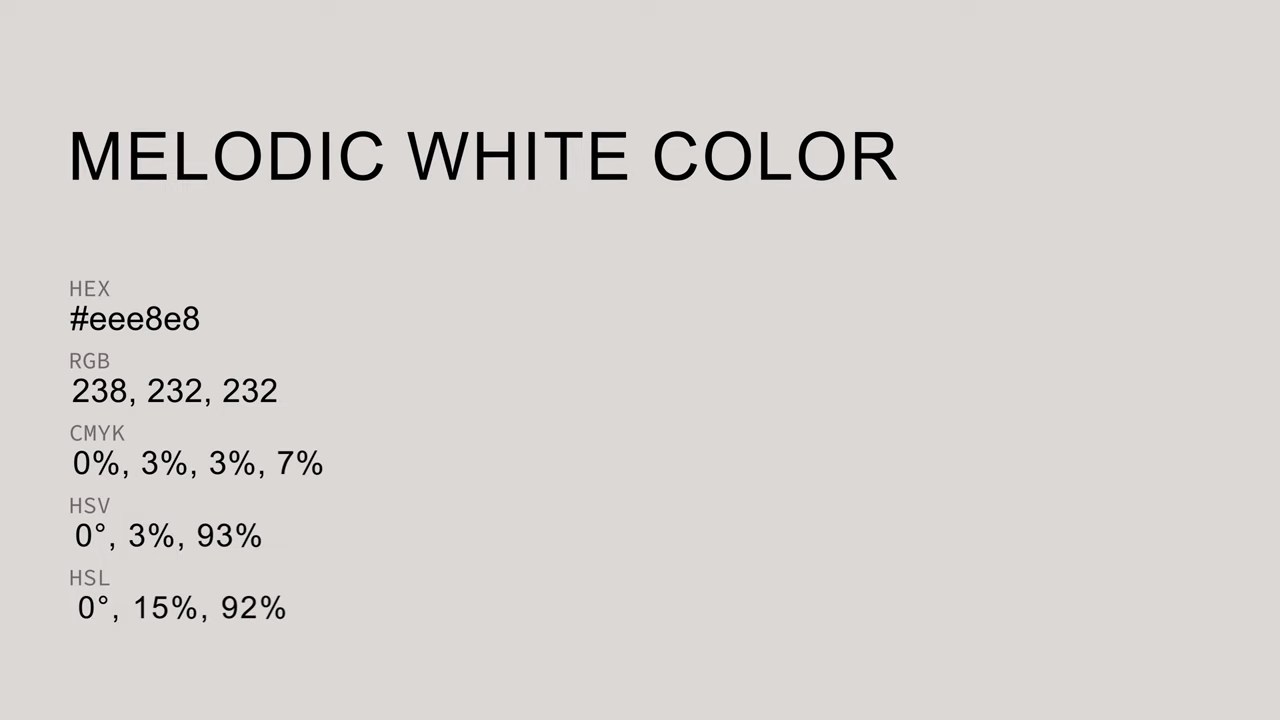 MELODIC WHITE COLOR
HEX
#eee8e8
RGB
238, 232, 232
CMYK
0%, 3%, 3%, 7%
HSV
0°, 3%, 93%
HSL
0°, 15%, 92%